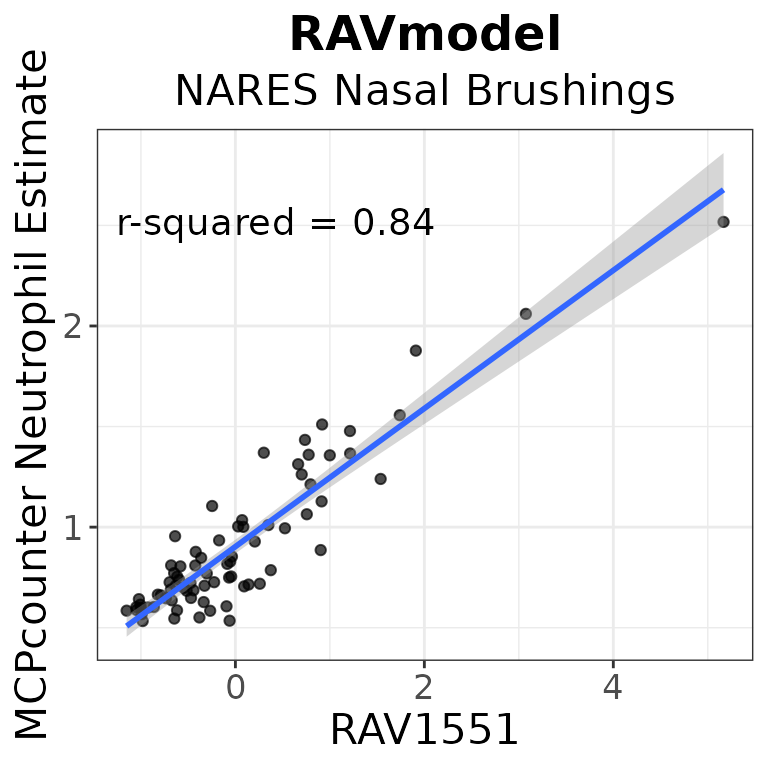 RAVmodel
NARES Nasal Brushings
MCPcounter Neutrophil Estimate
r-squared = 0.84
2
1
0 2 4
RAV1551